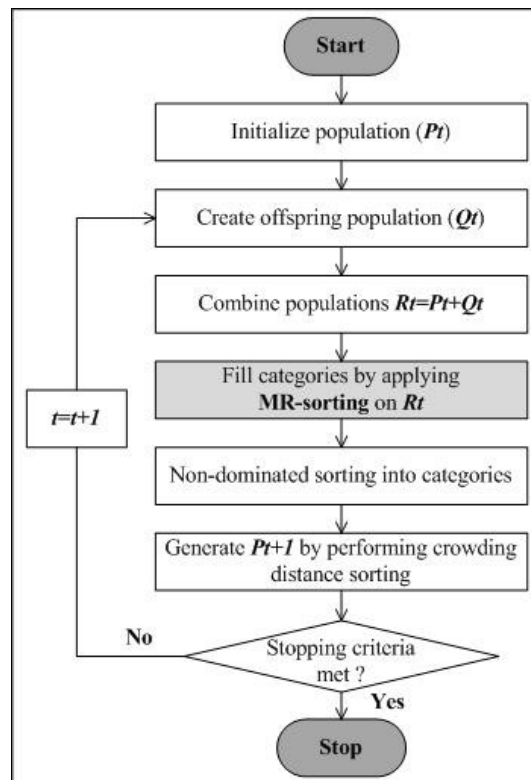 Start
Initialize population (Pt)
Create offspring population (Qt)
Combine populations Rt=Pt+Qt
Fill categories by applying
MR-sorting on Rt
t=t+1
Non-dominated sorting into categories
Generate Pt+1 by performing crowding
distance sorting
No
Stopping criteria
met ?
Yes
Stop